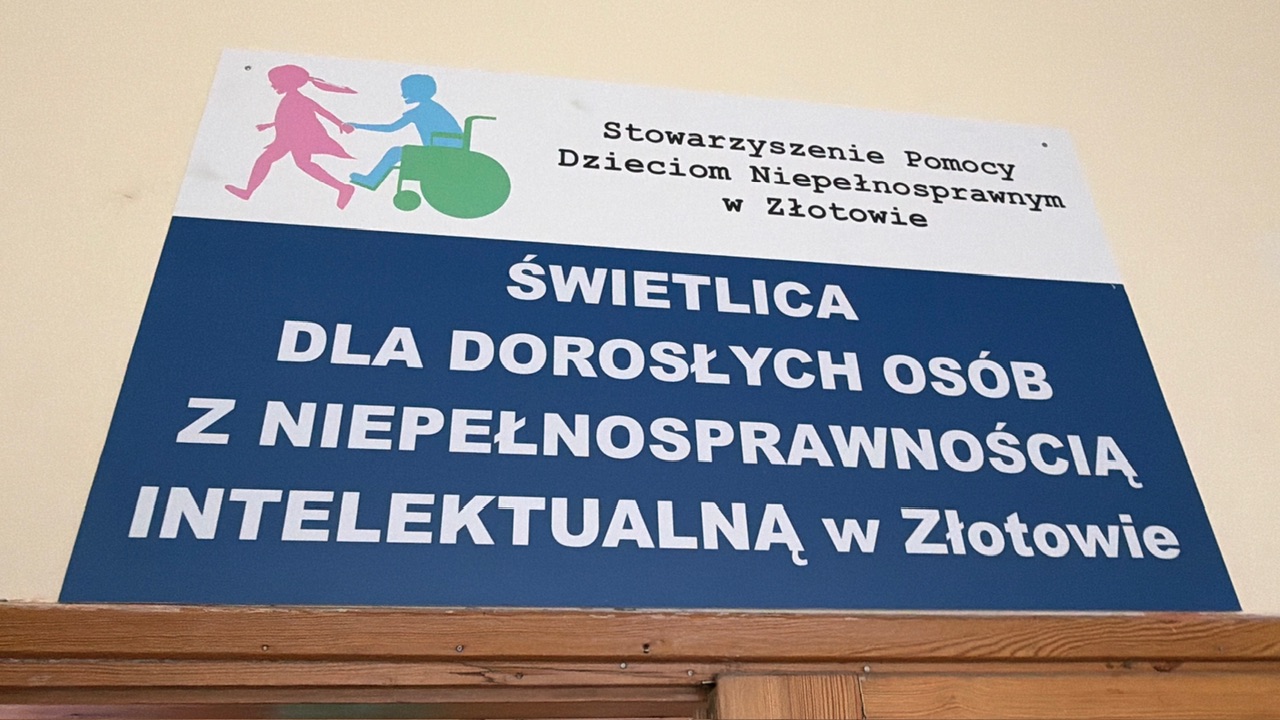 Stowarzyszenie Pomocy
Dzieciom Niepełnosprawnym
w Złotowie
ŚWIETLICA
DLA DOROSŁYCH OSÓB
Z NIEPEŁNOSPRAWNOŚCIĄ
INTELEKTUALNĄ w Złotowie